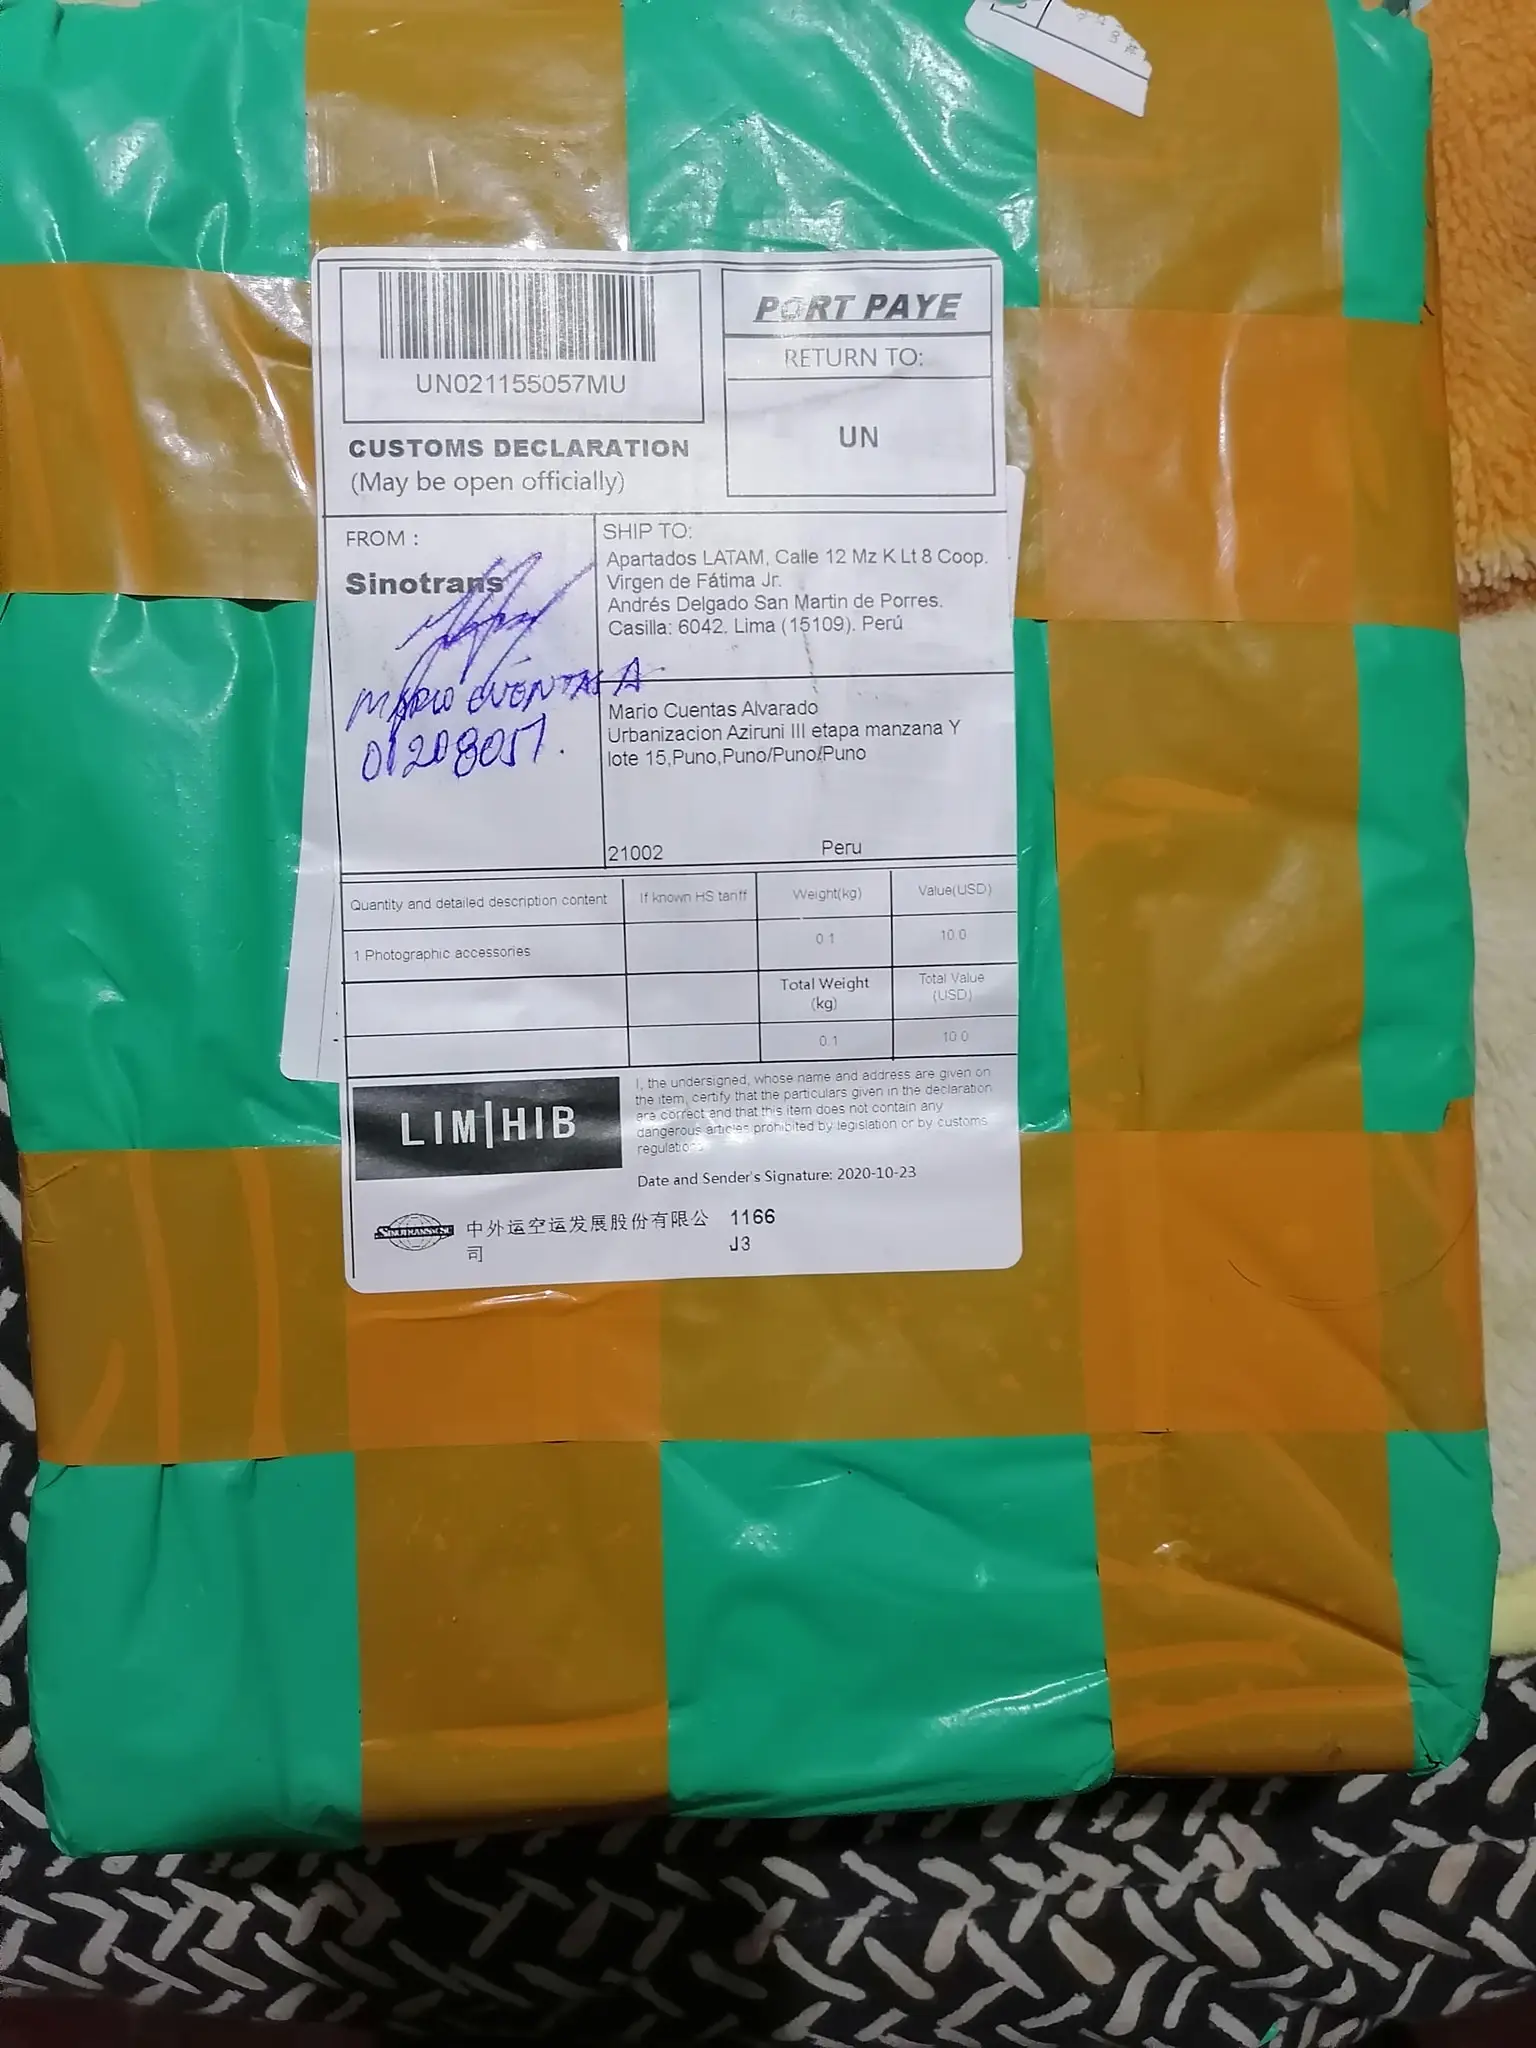 UN021155057MU
CUSTOMS DECLARATION
(May be open officially)
PORT PAYE
RETURN TO:
UN
FROM :
Sinotrans
MARIO CUENTAS A
01208051.
SHIP TO:
Apartados LATAM, Calle 12 Mz K Lt 8 Coop.
Virgen de Fátima Jr.
Andrés Delgado San Martin de Porres.
Casilla: 6042. Lima (15109). Perú
Mario Cuentas Alvarado
Urbanizacion Aziruni III etapa manzana Y
lote 15,Puno,Puno/Puno/Puno
21002 Peru
Quantity and detailed description content If known HS tariff Weight(kg) Value(USD)
1 Photographic accessories 0.1 10.0
Total Weight (kg) Total Value (USD)
0.1 10.0
LIM|HIB
I, the undersigned, whose name and address are given on
the item, certify that the particulars given in the declaration
are correct and that this item does not contain any
dangerous articles prohibited by legislation or by customs
regulations
Date and Sender's Signature: 2020-10-23
中外运空运发展股份有限公
司
1166
J3